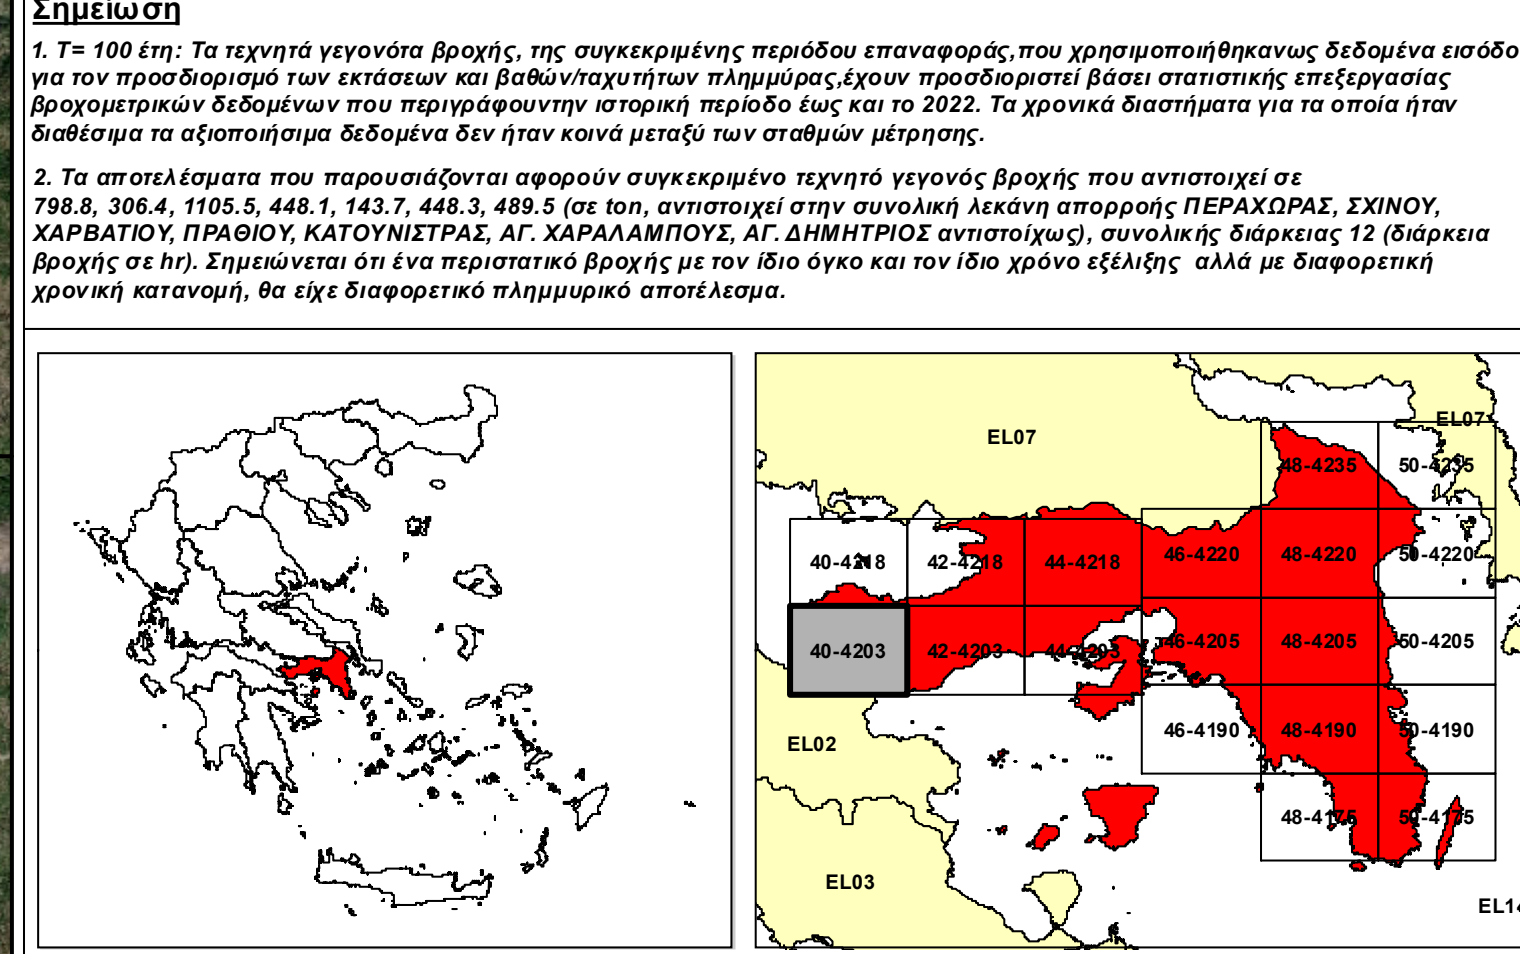 Σημείωση
1. T= 100 έτη: Τα τεχνητά γεγονότα βροχής, της συγκεκριμένης περιόδου επαναφοράς,που χρησιμοποιήθηκανως δεδομένα εισόδο
για τον προσδιορισμό των εκτάσεων και βαθών/ταχυτήτων πλημμύρας,έχουν προσδιοριστεί βάσει στατιστικής επεξεργασίας
βροχομετρικών δεδομένων που περιγράφουντην ιστορική περίοδο έως και το 2022. Τα χρονικά διαστήματα για τα οποία ήταν
διαθέσιμα τα αξιοποιήσιμα δεδομένα δεν ήταν κοινά μεταξύ των σταθμών μέτρησης.
2. Τα αποτελέσματα που παρουσιάζονται αφορούν συγκεκριμένο τεχνητό γεγονός βροχής που αντιστοιχεί σε
798.8, 306.4, 1105.5, 448.1, 143.7, 448.3, 489.5 (σε ton, αντιστοιχεί στην συνολική λεκάνη απορροής ΠΕΡΑΧΩΡΑΣ, ΣΧΙΝΟΥ,
ΧΑΡΒΑΤΙΟΥ, ΠΡΑΘΙΟΥ, ΚΑΤΟΥΝΙΣΤΡΑΣ, ΑΓ. ΧΑΡΑΛΑΜΠΟΥΣ, ΑΓ. ΔΗΜΗΤΡΙΟΣ αντιστοίχως), συνολικής διάρκειας 12 (διάρκεια
βροχής σε hr). Σημειώνεται ότι ένα περιστατικό βροχής με τον ίδιο όγκο και τον ίδιο χρόνο εξέλιξης αλλά με διαφορετική
χρονική κατανομή, θα είχε διαφορετικό πλημμυρικό αποτέλεσμα.
EL07
EL07
48-4235
50-4235
40-4218
42-4218
44-4218
46-4220
48-4220
50-4220
40-4203
42-4203
44-4203
46-4205
48-4205
50-4205
EL02
46-4190
48-4190
50-4190
48-4175
50-4175
EL03
EL14